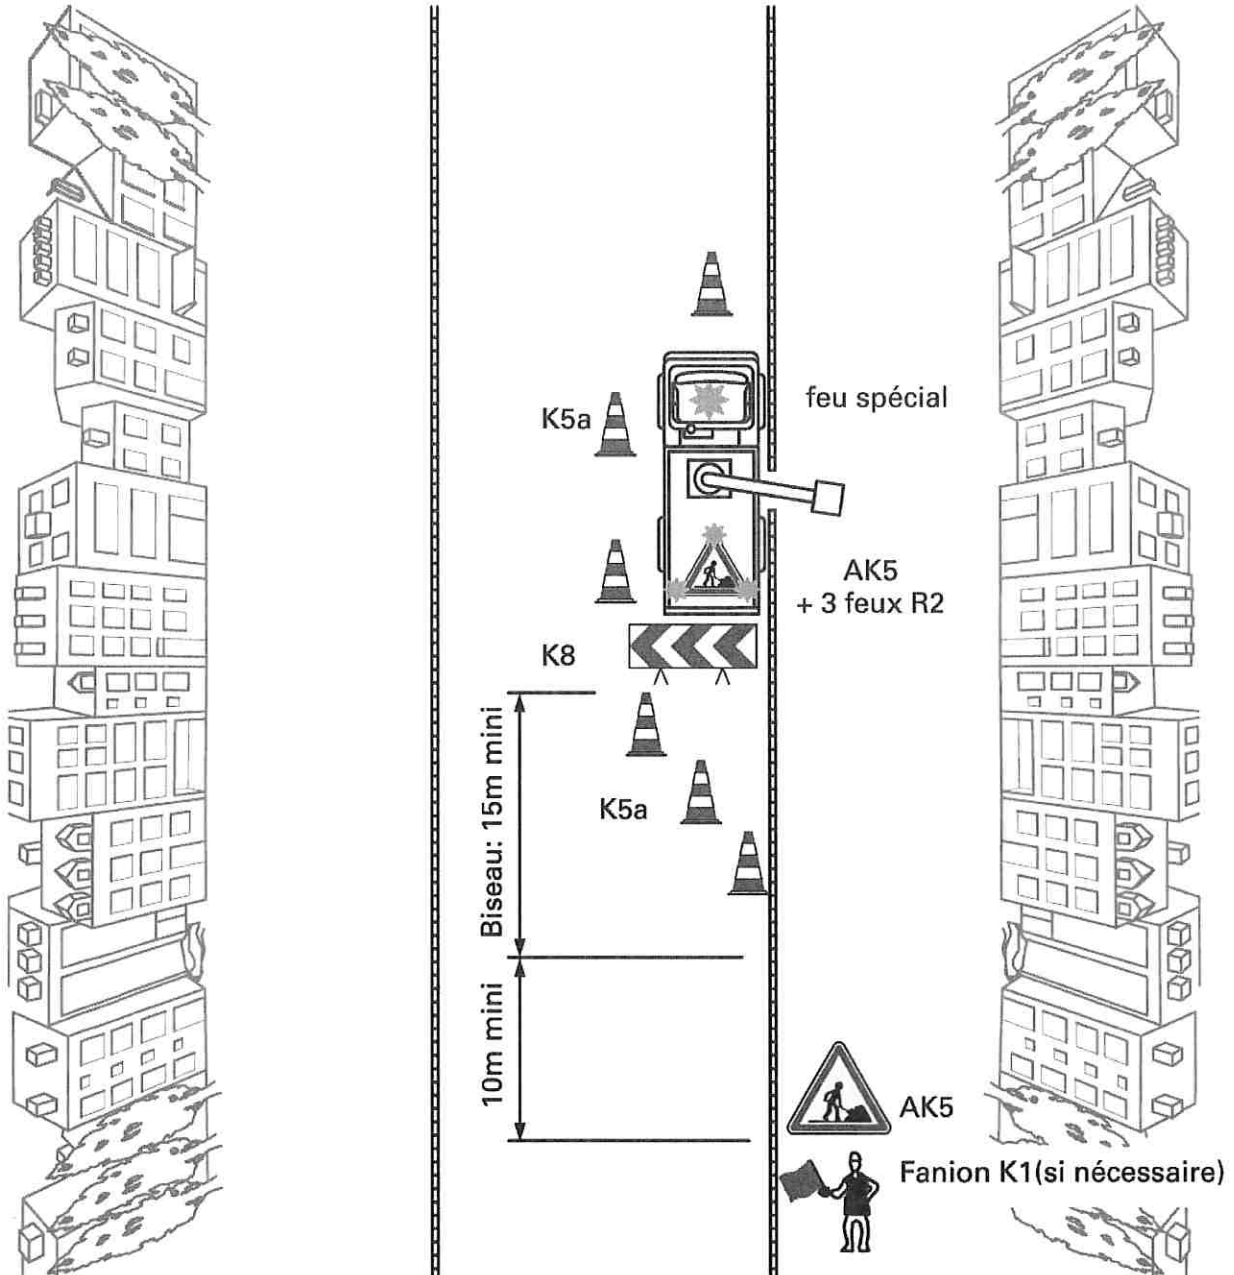 feu spécial
K5a
AK5
+ 3 feux R2
K8
Biseau: 15m mini
K5a
10m mini
AK5
Fanion K1(si nécessaire)